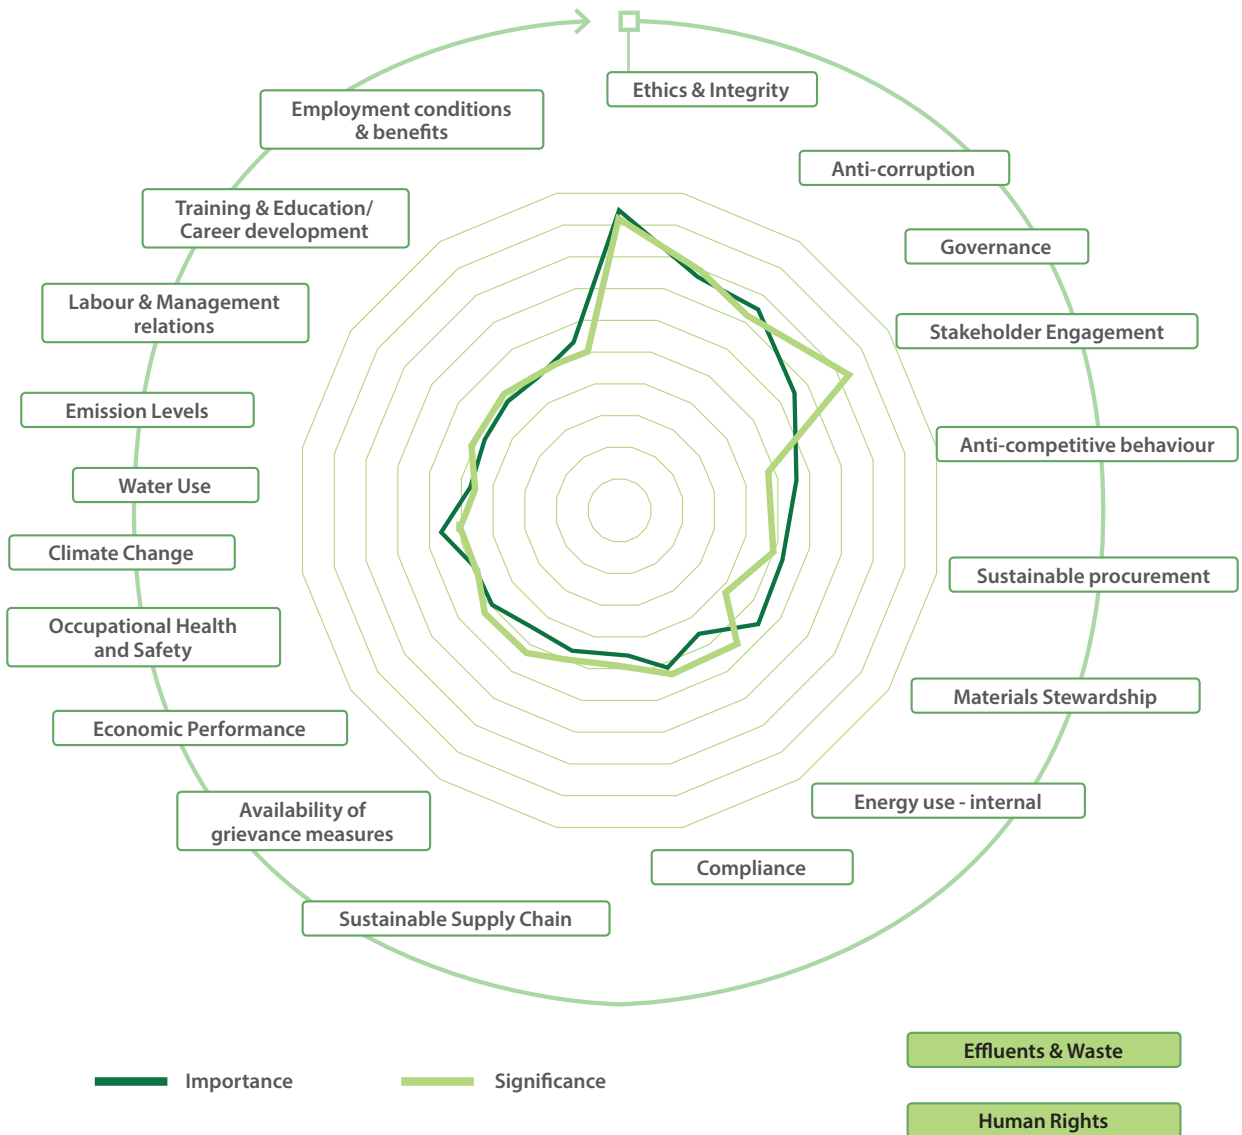 Ethics & Integrity
Anti-corruption
Governance
Stakeholder Engagement
Anti-competitive behaviour
Sustainable procurement
Materials Stewardship
Energy use - internal
Compliance
Sustainable Supply Chain
Availability of
grievance measures
Economic Performance
Occupational Health
and Safety
Climate Change
Water Use
Emission Levels
Labour & Management
relations
Training & Education/
Career development
Employment conditions
& benefits
Importance
Significance
Effluents & Waste
Human Rights